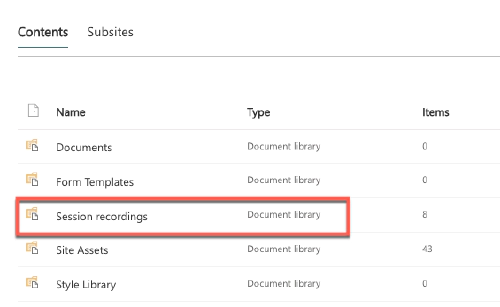 Contents Subsites
Name Type Items
Documents Document library 0
Form Templates Document library 0
Session recordings Document library 8
Site Assets Document library 43
Style Library Document library 0